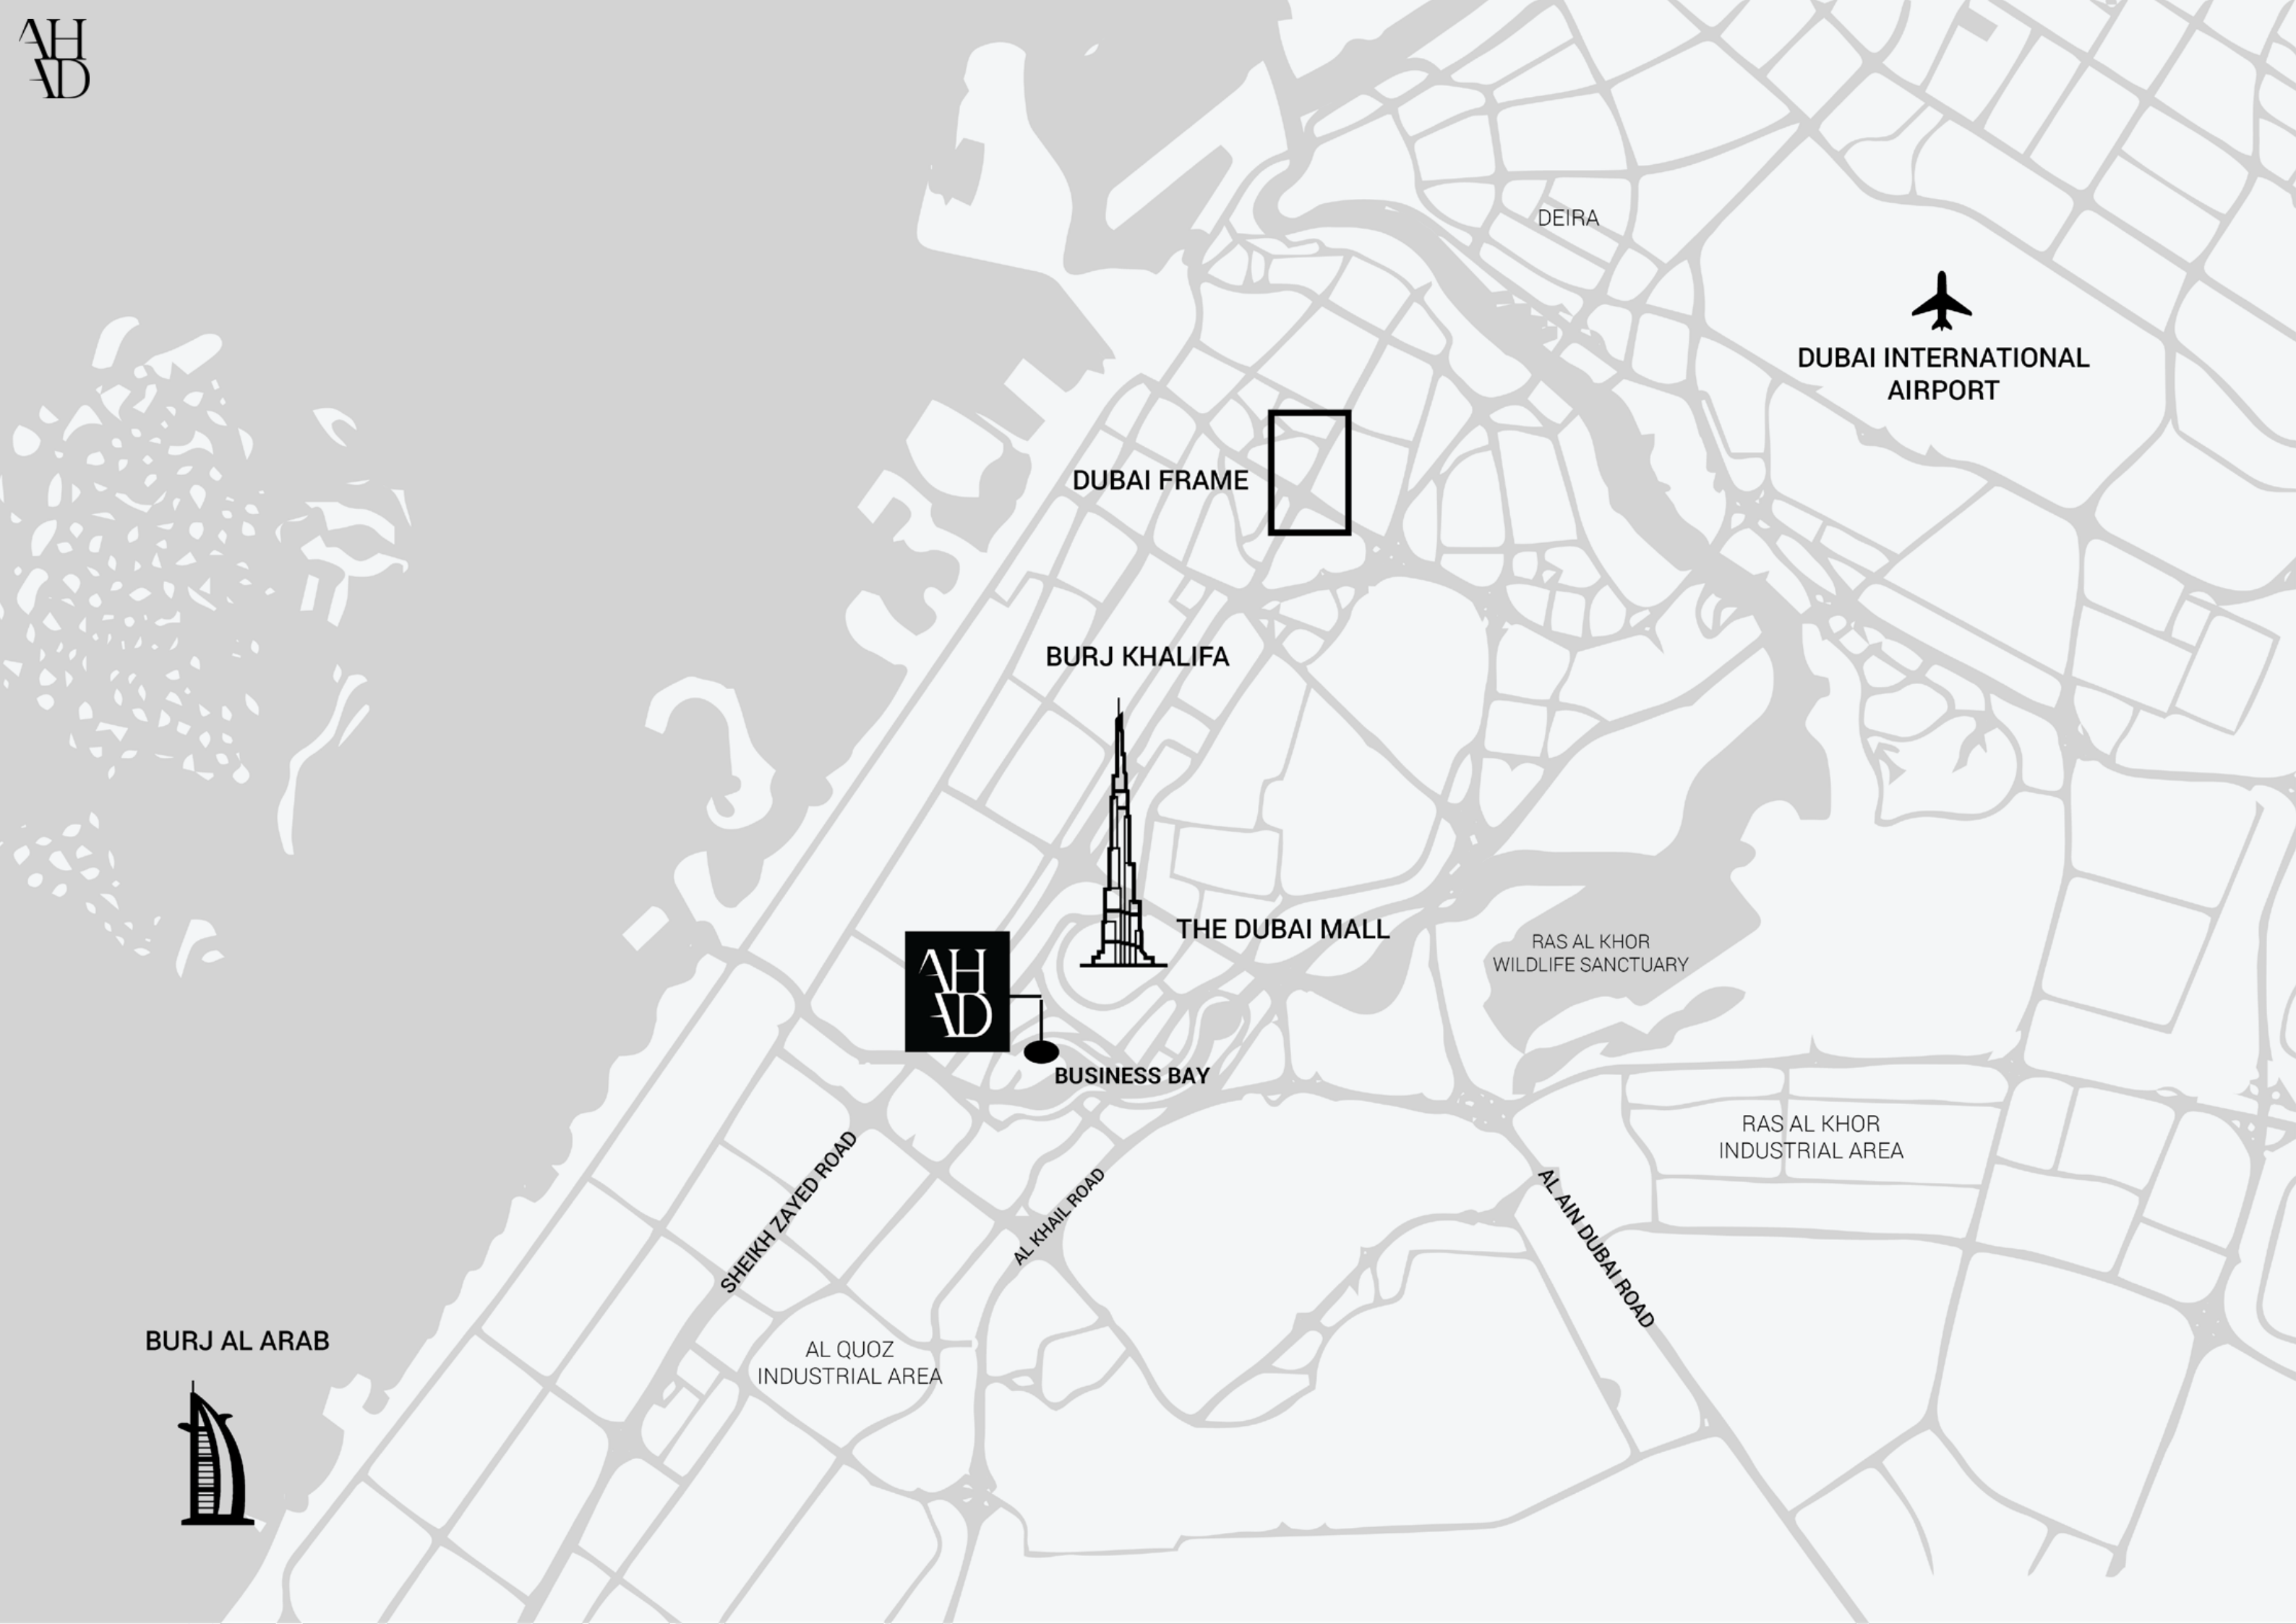 AH
AD
DEIRA
DUBAI INTERNATIONAL
AIRPORT
DUBAI FRAME
BURJ KHALIFA
THE DUBAI MALL
RAS AL KHOR
WILDLIFE SANCTUARY
AH
AD
BUSINESS BAY
RAS AL KHOR
INDUSTRIAL AREA
SHEIKH ZAYED ROAD
AL KHAIL ROAD
AL AIN DUBAI ROAD
BURJ AL ARAB
AL QUOZ
INDUSTRIAL AREA